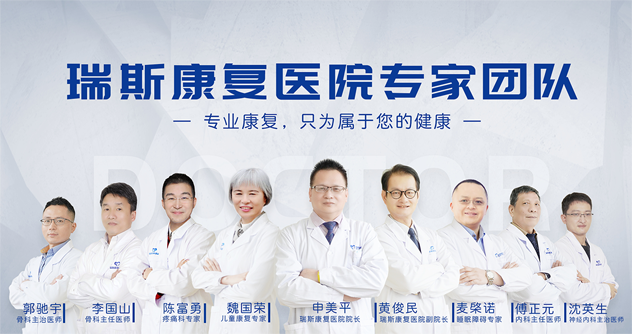 瑞斯康复医院专家团队
— 专业康复，只为属于您的健康 —
DOCTOR
郭驰宇 李国山 陈富勇 魏国荣 申美平 黄俊民 麦棨诺 傅正元 沈英生
骨科主治医师 骨科主任医师 疼痛科专家 儿童康复专家 瑞斯康复医院院长 瑞斯康复医院副院长 睡眠障碍专家 内科主任医师 神经内科主治医师